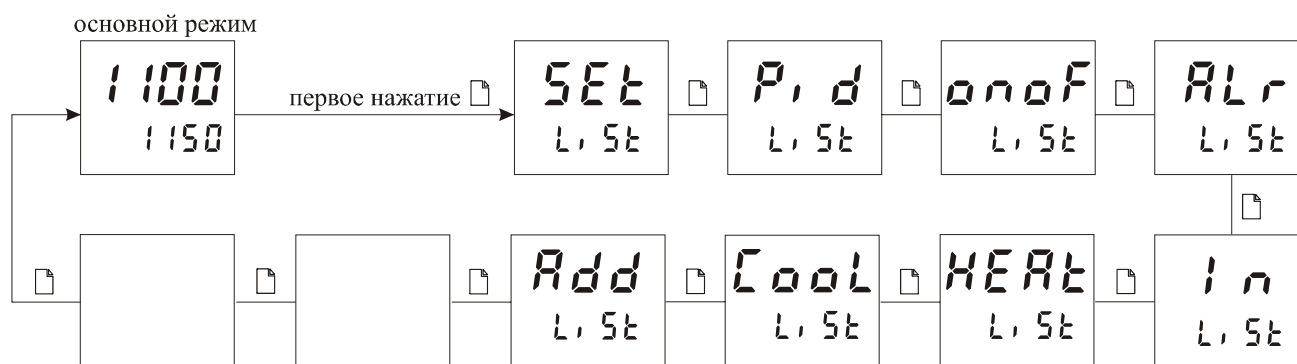 основной режим
1100
1150
первое нажатие
SEt
LiSt
Pid
LiSt
onoF
LiSt
ALr
LiSt
Add
LiSt
CooL
LiSt
HEAt
LiSt
In
LiSt